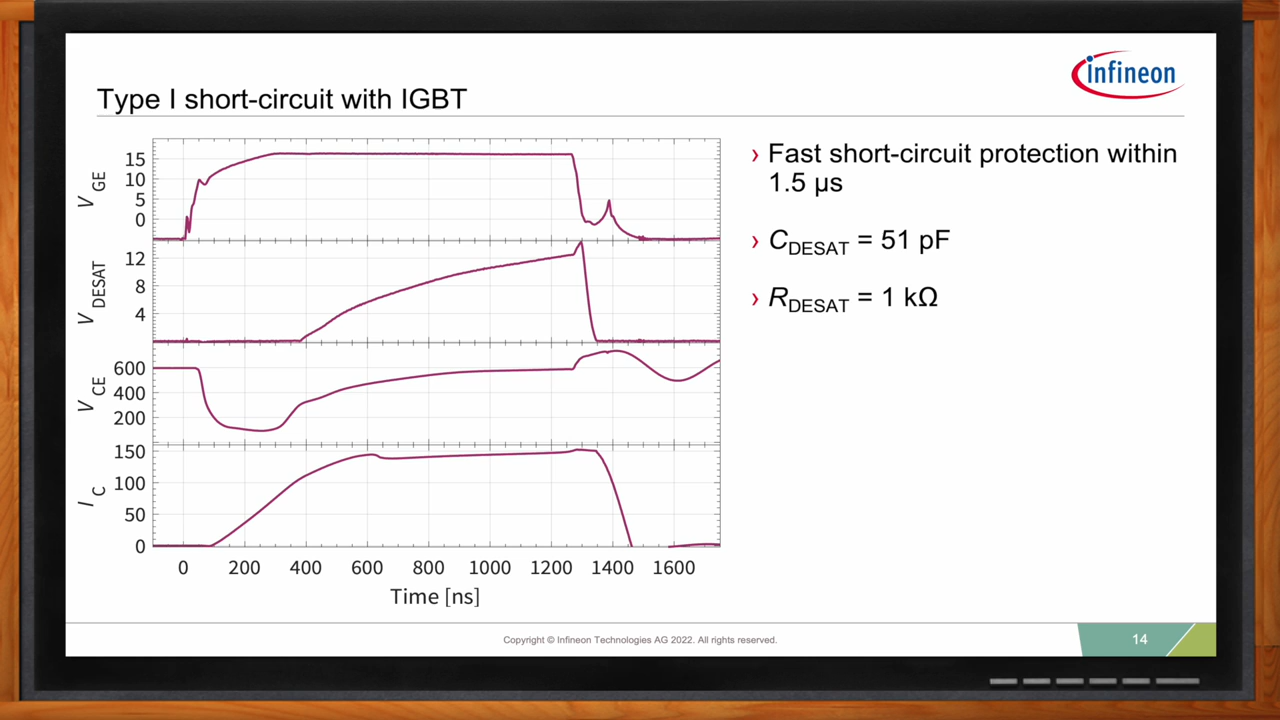 infineon
Type I short-circuit with IGBT
V GE
15
10
5
0
V DESAT
12
8
4
V CE
600
400
200
I C
150
100
50
0
0 200 400 600 800 1000 1200 1400 1600
Time [ns]
› Fast short-circuit protection within
1.5 µs
› CDESAT = 51 pF
› RDESAT = 1 kΩ
Copyright © Infineon Technologies AG 2022. All rights reserved.
14